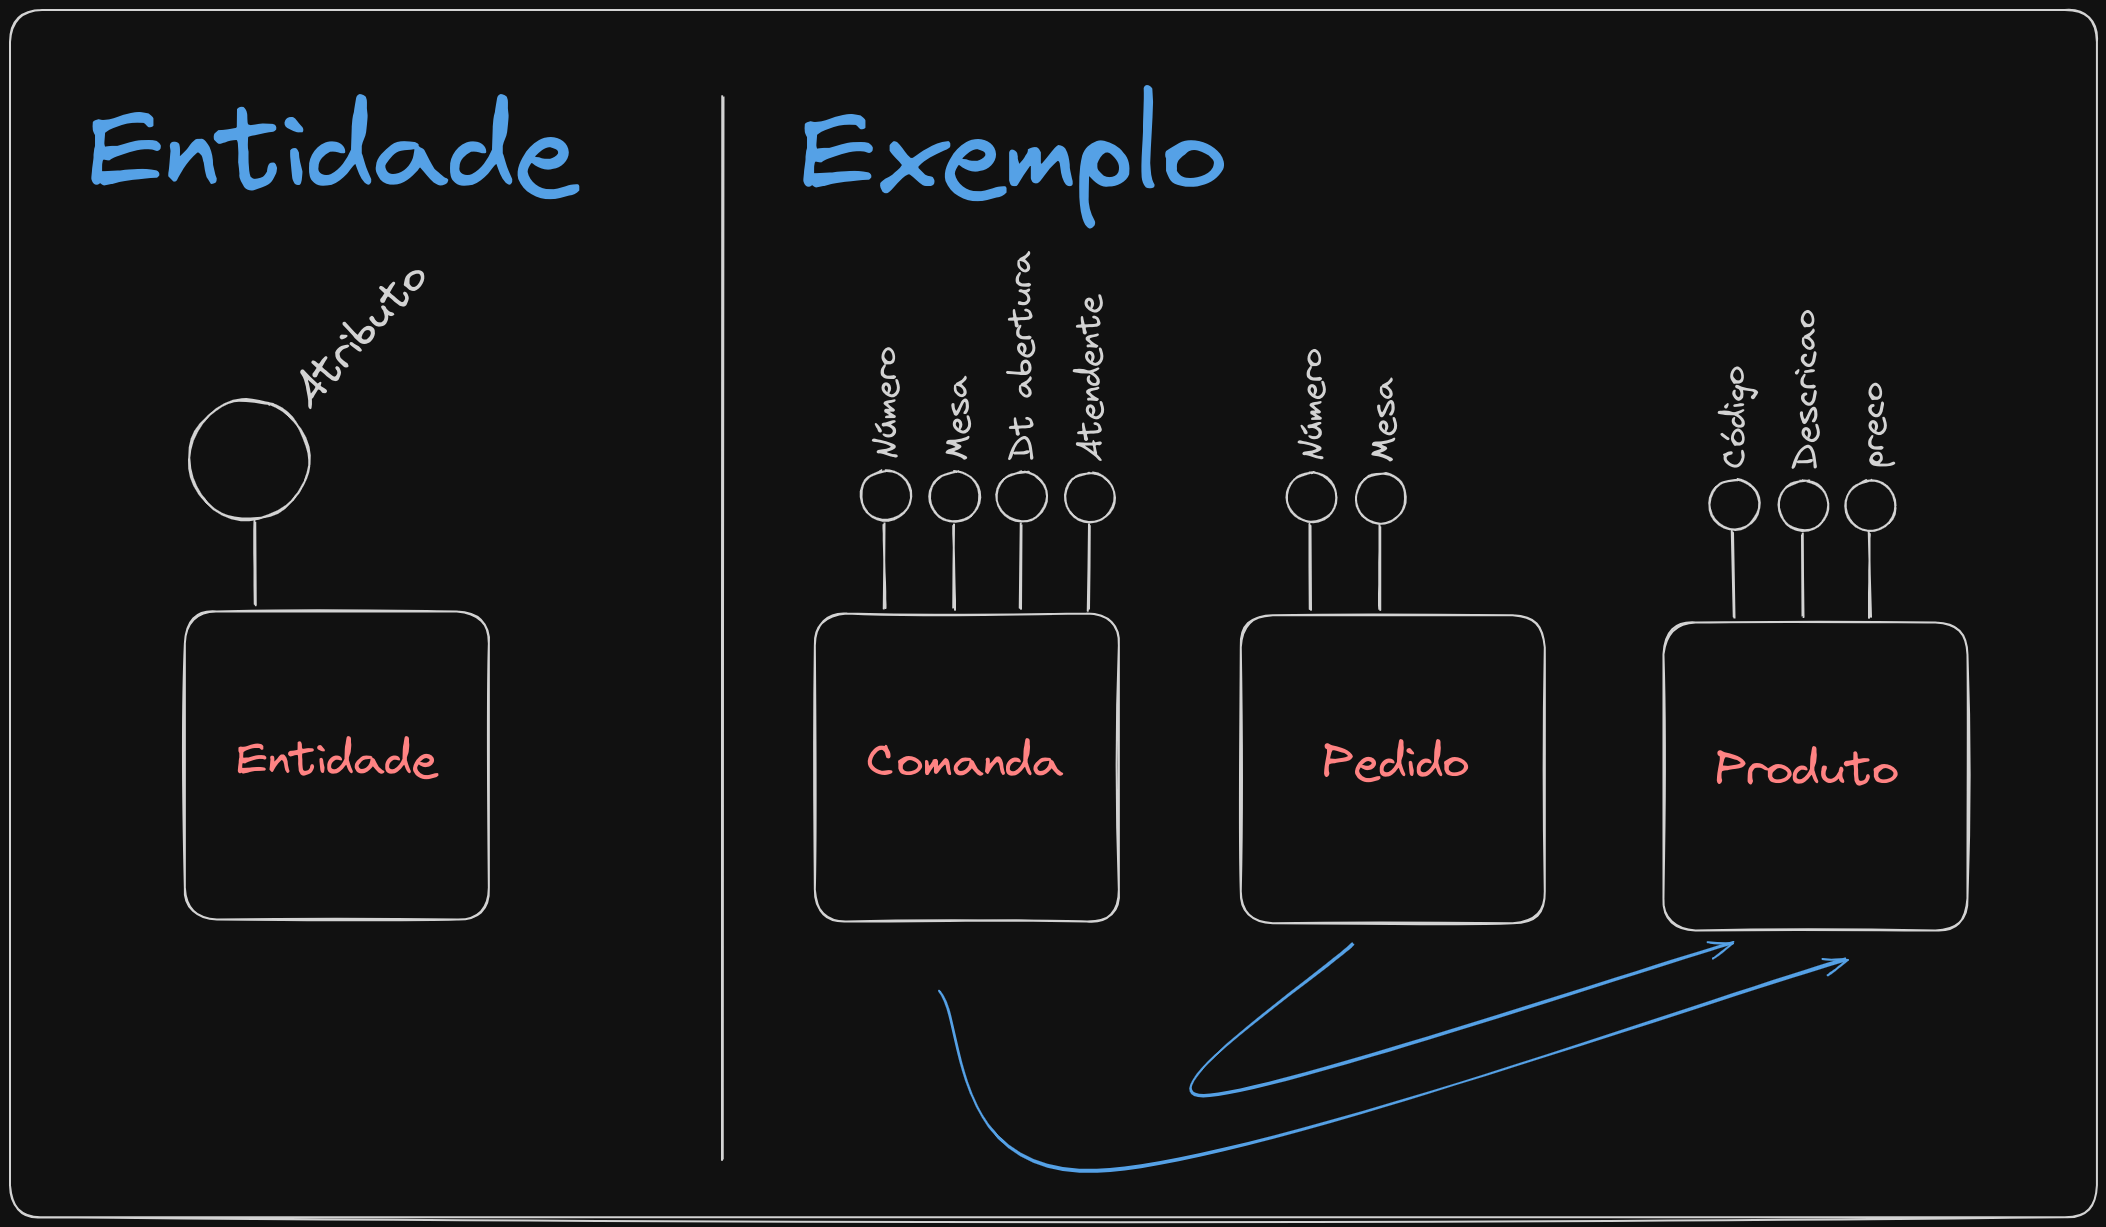 Entidade
Atributo
Entidade
Exemplo
Número
Mesa
Dt abertura
Atendente
Comanda
Número
Mesa
Pedido
Código
Descricao
preco
Produto